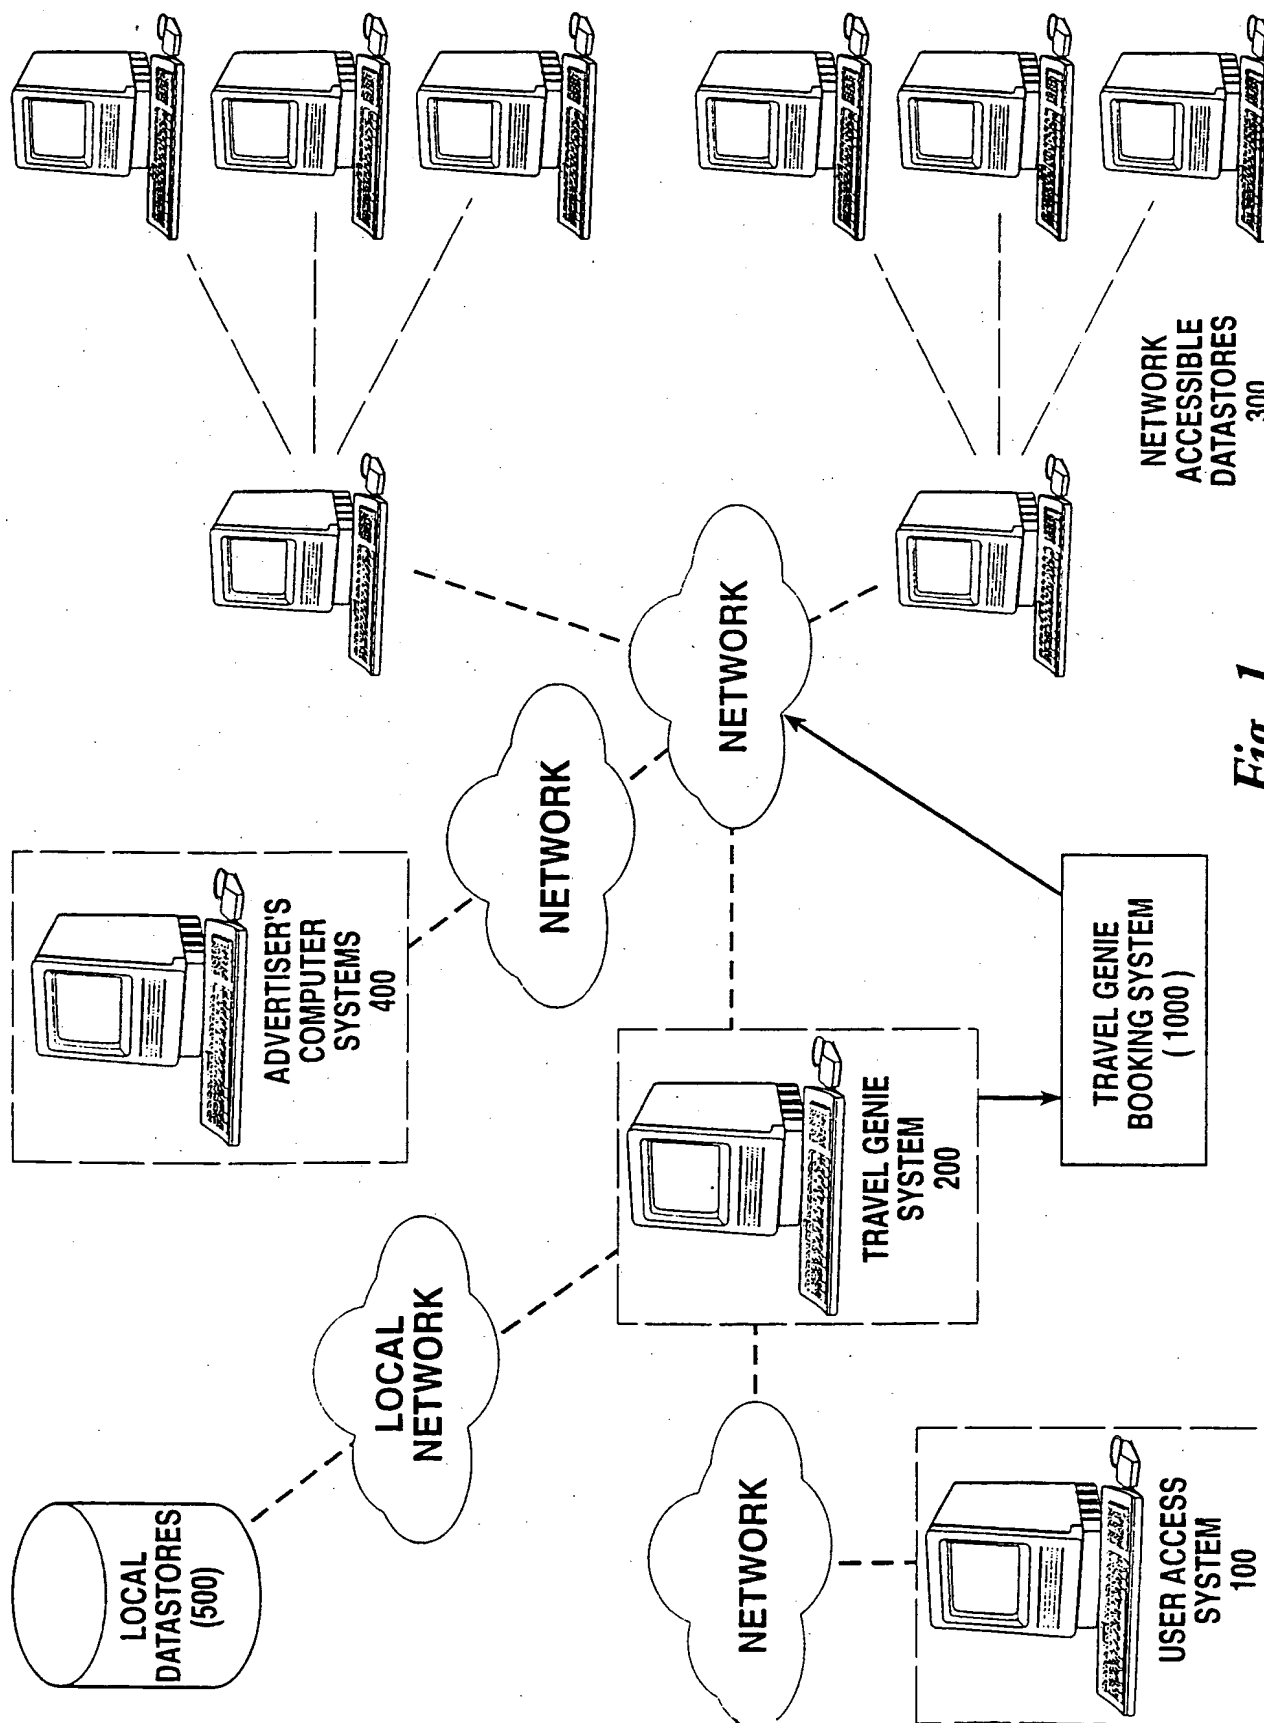 LOCAL
DATASTORES
(500)
LOCAL
NETWORK
ADVERTISER'S
COMPUTER
SYSTEMS
400
NETWORK
NETWORK
NETWORK
TRAVEL GENIE
SYSTEM
200
USER ACCESS
SYSTEM
100
TRAVEL GENIE
BOOKING SYSTEM
(1000)
NETWORK
ACCESSIBLE
DATASTORES
300
Fig. 1